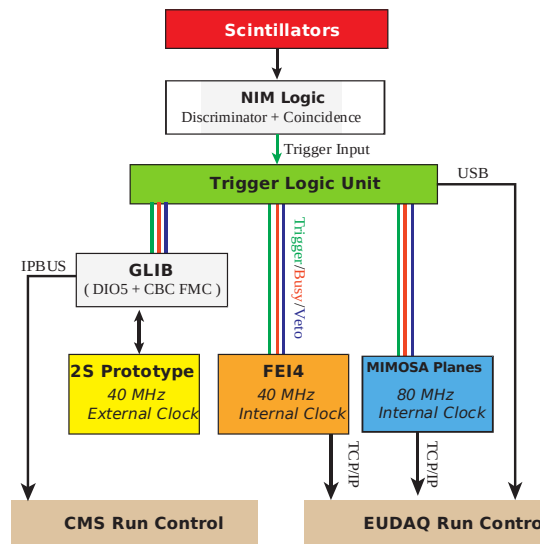 Scintillators
NIM Logic
Discriminator + Coincidence
Trigger Input
Trigger Logic Unit
USB
IPBUS
GLIB
( DIO5 + CBC FMC )
Trigger/Busy/Veto
2S Prototype
40 MHz
External Clock
FEI4
40 MHz
Internal Clock
MIMOSA Planes
80 MHz
Internal Clock
TCP/IP
TCP/IP
CMS Run Control
EUDAQ Run Contro